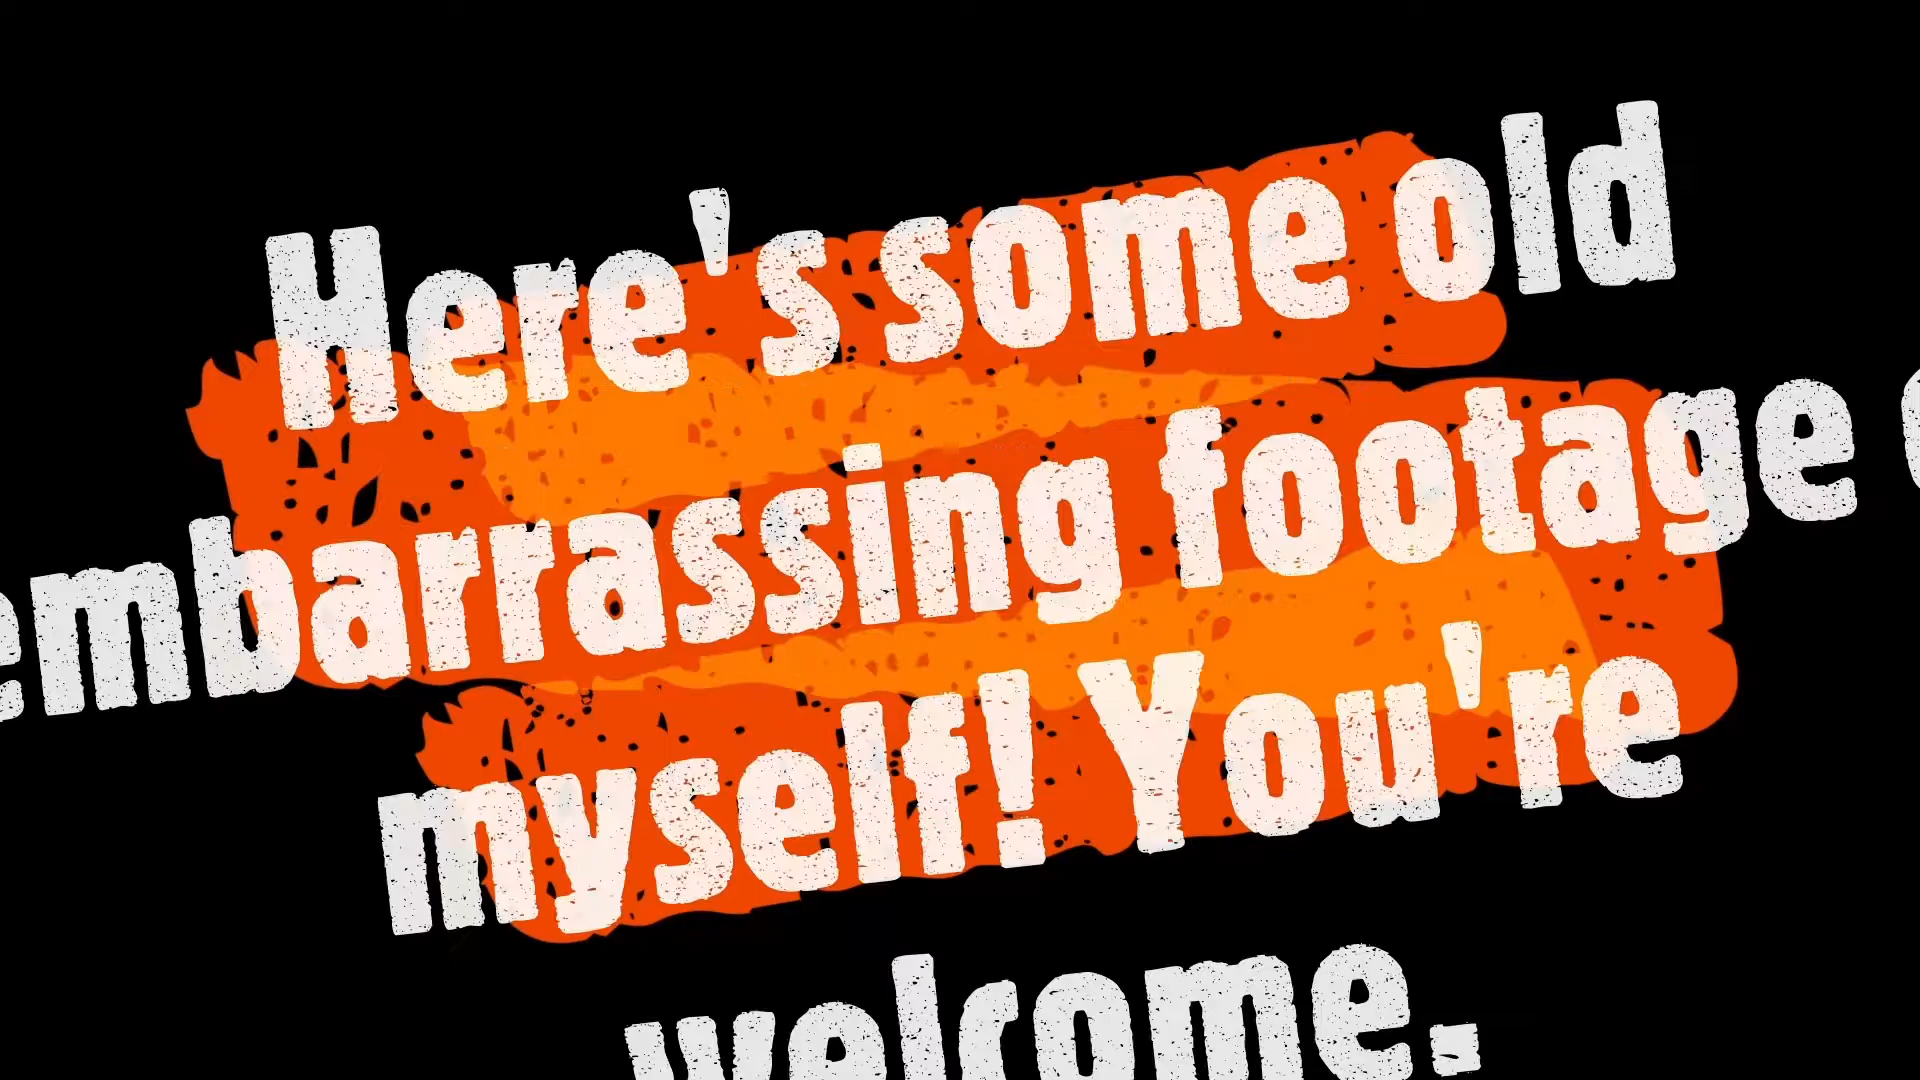 Here's some old
embarrassing footage
myself! You're
welcome.